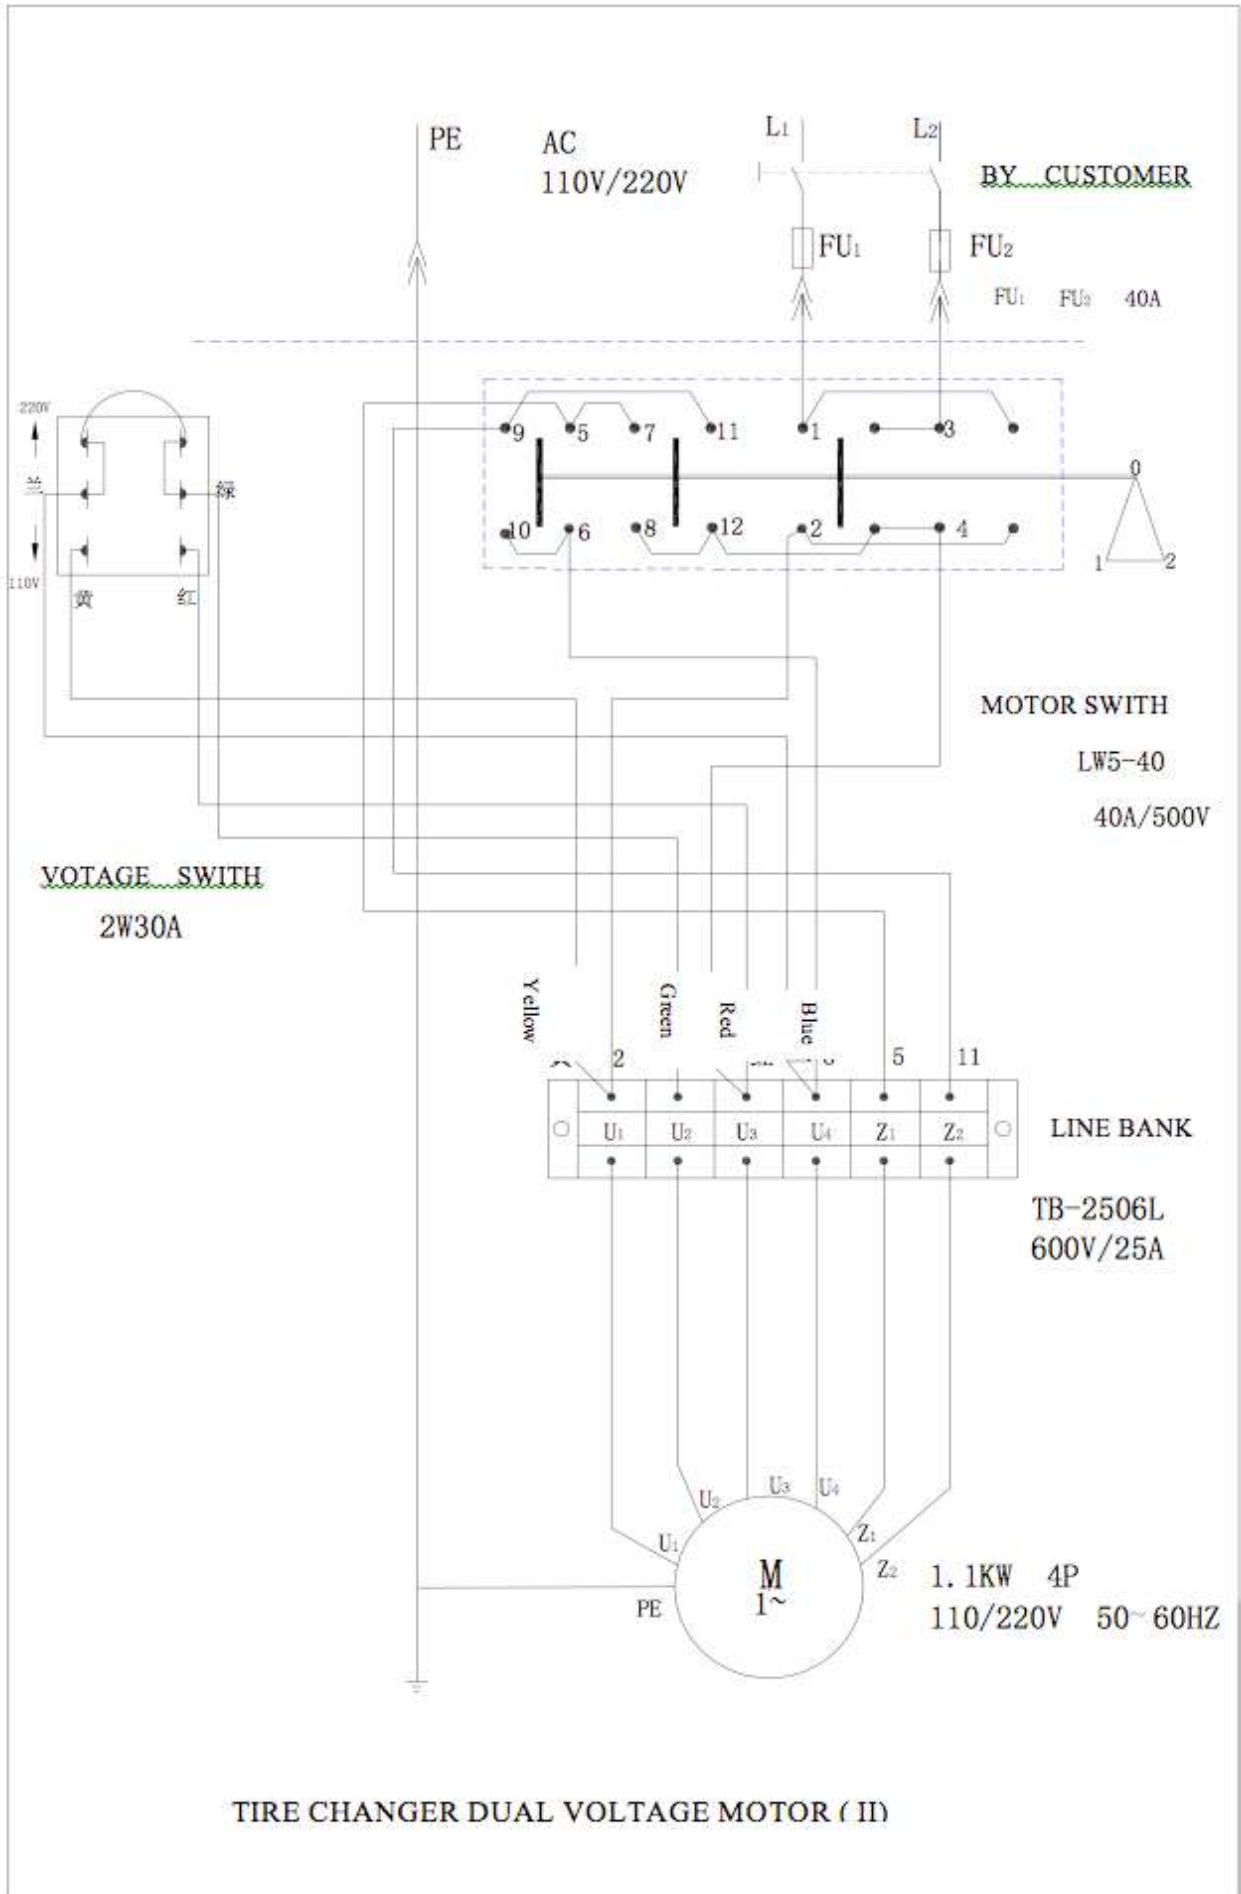 PE
AC
110V/220V
L1
L2
BY CUSTOMER
FU1
FU2
FU1 FU2 40A
220V
兰
绿
110V
黄
红
9 5 7 11 1 3
10 6 8 12 2 4
0
1 2
MOTOR SWITH
LW5-40
40A/500V
VOTAGE SWITH
2W30A
Yellow
Green
Red
Blue
2 5 11
U1 U2 U3 U4 Z1 Z2
LINE BANK
TB-2506L
600V/25A
U1
U2
U3
U4
Z1
Z2
M
1~
PE
1.1KW 4P
110/220V 50~60HZ
TIRE CHANGER DUAL VOLTAGE MOTOR ( II)